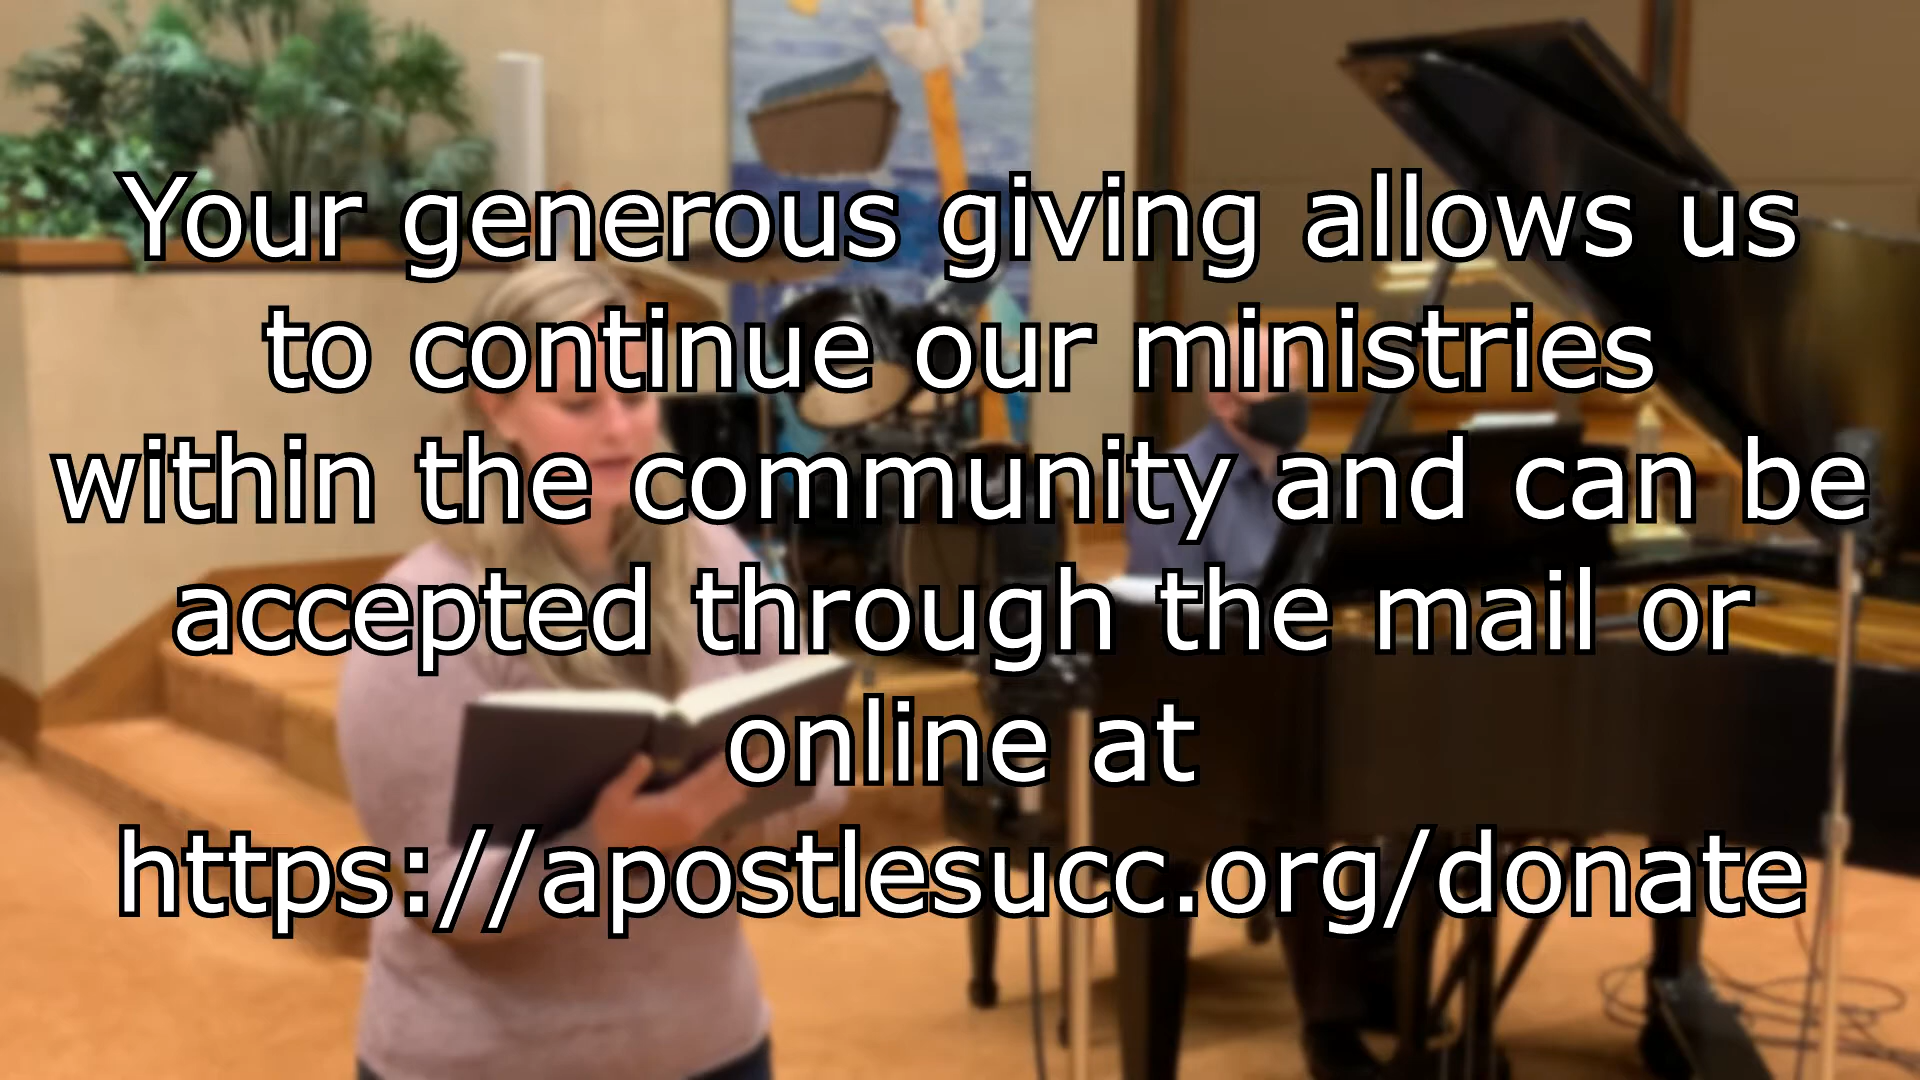 Your generous giving allows us
to continue our ministries
within the community and can be
accepted through the mail or
online at
https://apostlesucc.org/donate